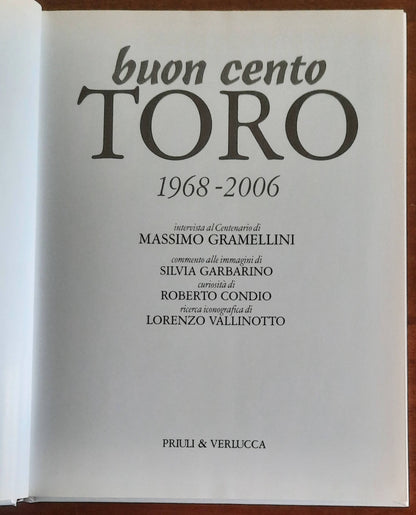 buon cento
TORO
1968-2006
intervista al Centenario di
MASSIMO GRAMELLINI
commento alle immagini di
SILVIA GARBARINO
curiosità di
ROBERTO CONDIO
ricerca iconografica di
LORENZO VALLINOTTO
PRIULI & VERLUCCA